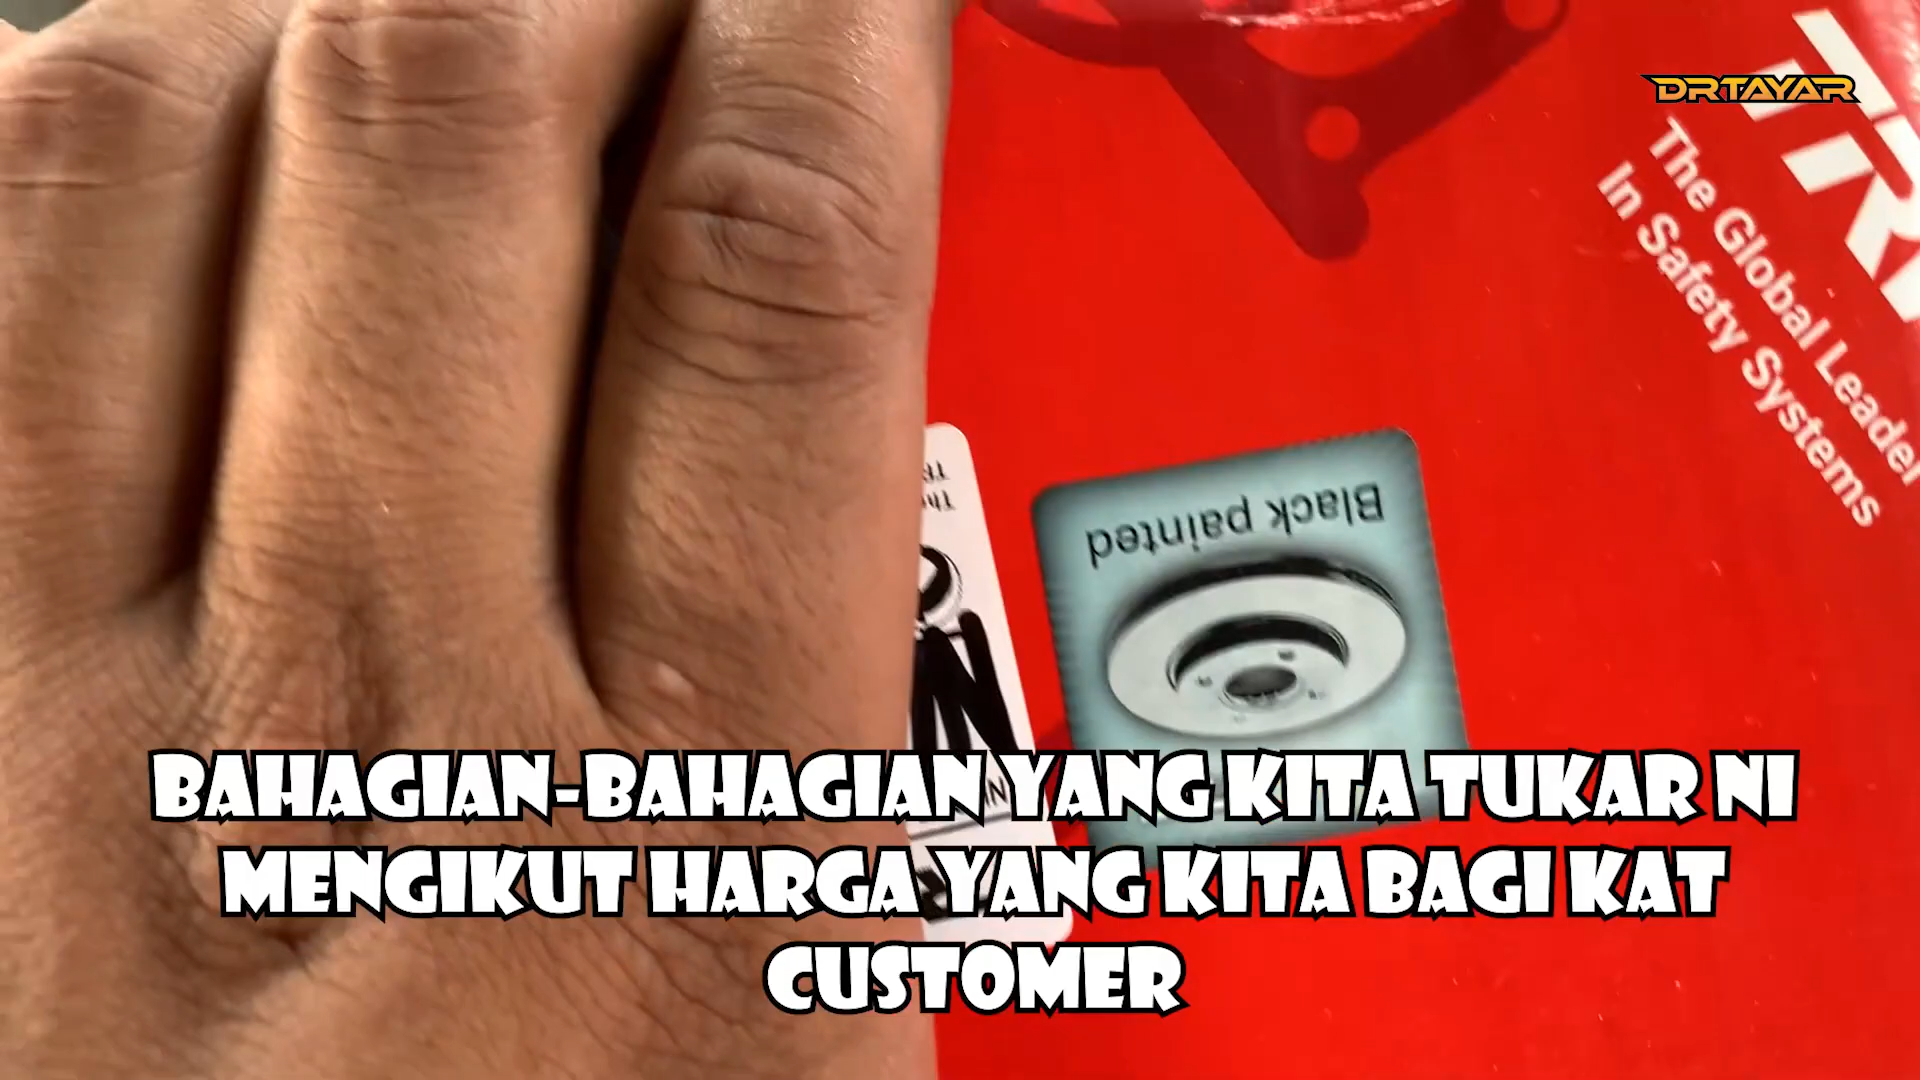 DRTAYAR
The Global Leader
In Safety Systems
Black painted
BAHAGIAN-BAHAGIAN YANG KITA TUKAR NI
MENGIKUT HARGA YANG KITA BAGI KAT
CUSTOMER